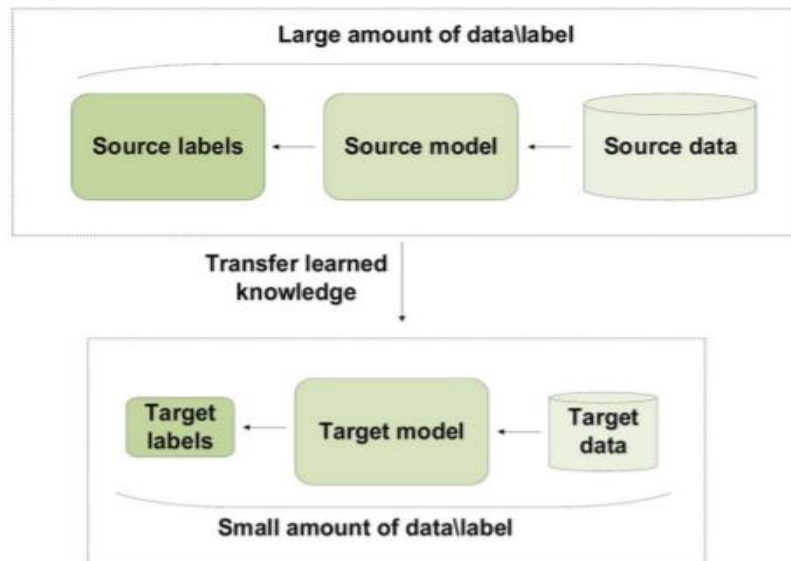 Large amount of data\label
Source labels
Source model
Source data
Transfer learned
knowledge
Target
labels
Target model
Target
data
Small amount of data\label